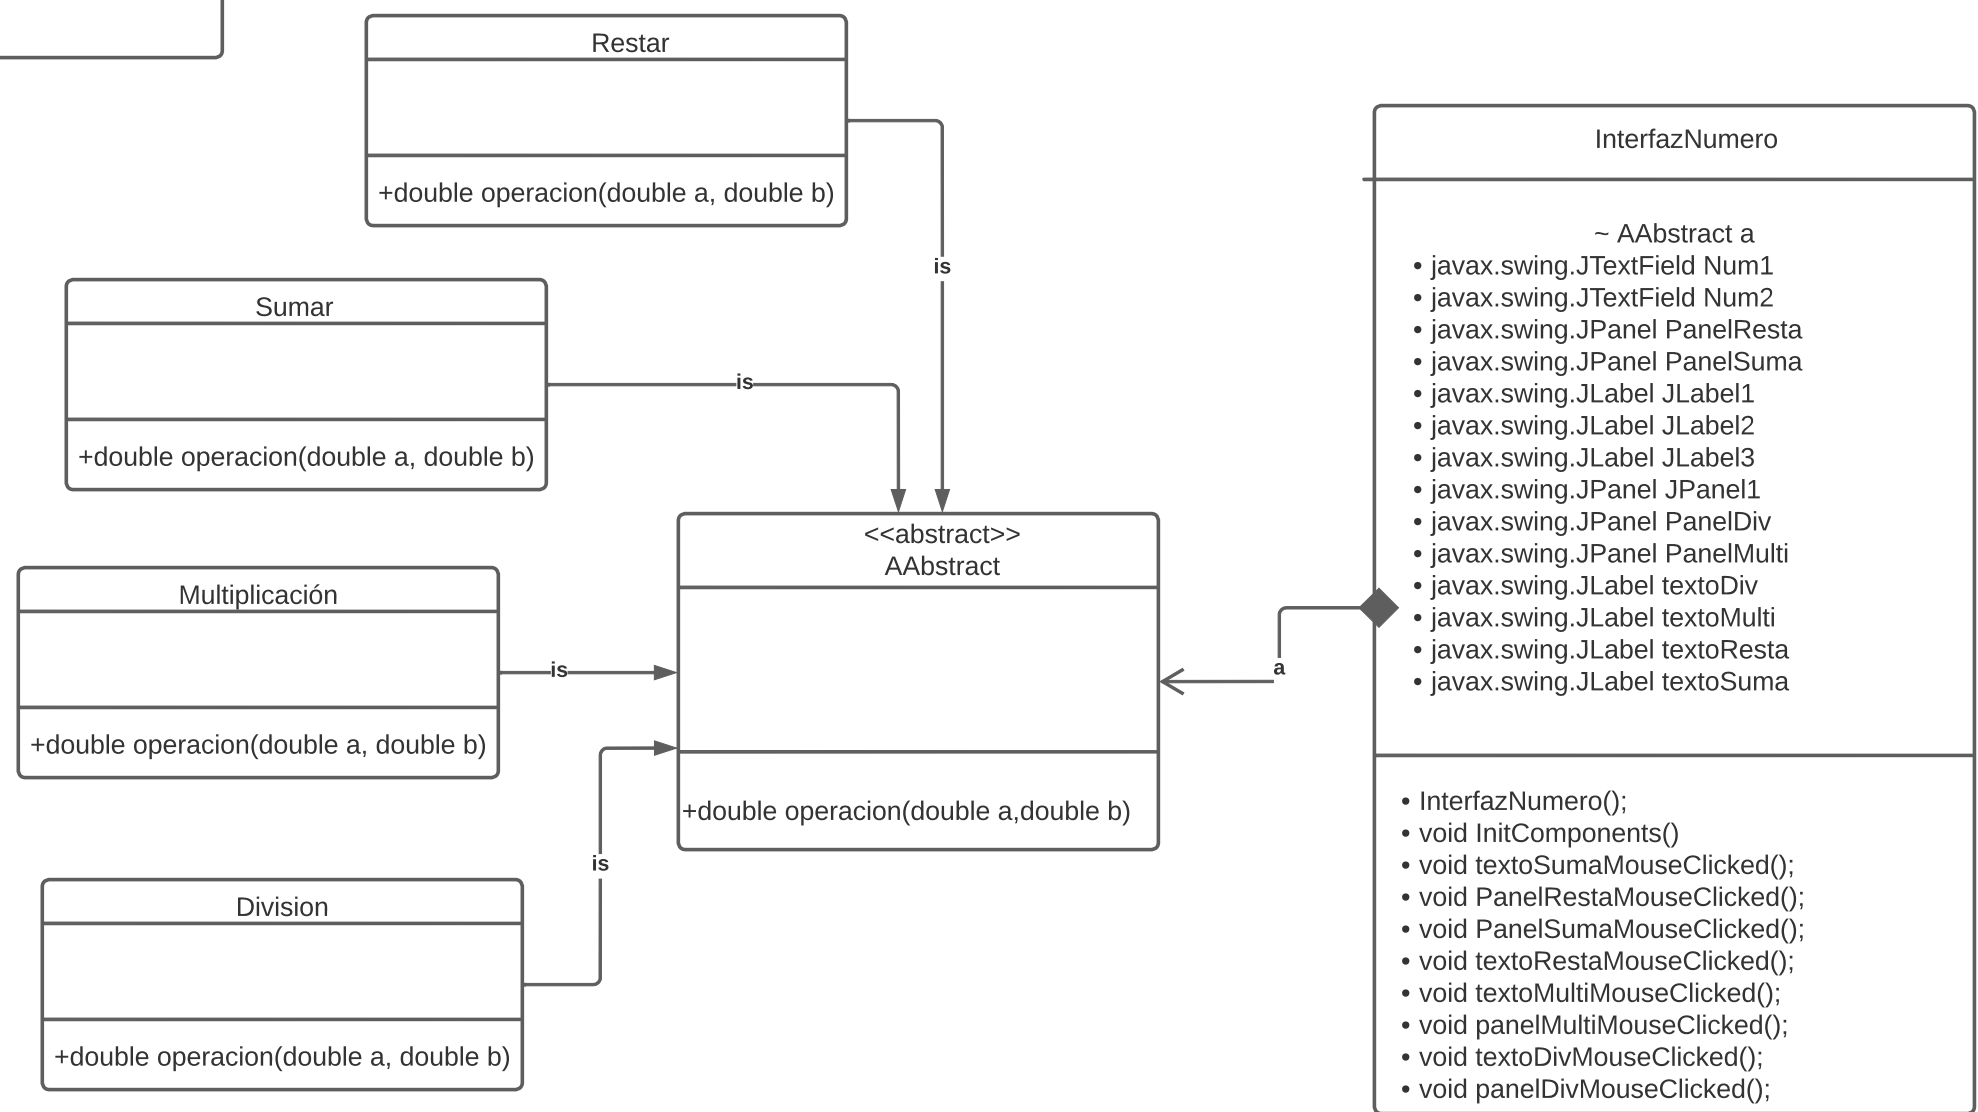 Restar
+double operacion(double a, double b)
is
Sumar
is
+double operacion(double a, double b)
Multiplicación
is
+double operacion(double a, double b)
is
Division
+double operacion(double a, double b)
<<abstract>>
AAbstract
+double operacion(double a,double b)
a
InterfazNumero
~ AAbstract a
• javax.swing.JTextField Num1
• javax.swing.JTextField Num2
• javax.swing.JPanel PanelResta
• javax.swing.JPanel PanelSuma
• javax.swing.JLabel JLabel1
• javax.swing.JLabel JLabel2
• javax.swing.JLabel JLabel3
• javax.swing.JPanel JPanel1
• javax.swing.JPanel PanelDiv
• javax.swing.JPanel PanelMulti
• javax.swing.JLabel textoDiv
• javax.swing.JLabel textoMulti
• javax.swing.JLabel textoResta
• javax.swing.JLabel textoSuma
• InterfazNumero();
• void InitComponents()
• void textoSumaMouseClicked();
• void PanelRestaMouseClicked();
• void PanelSumaMouseClicked();
• void textoRestaMouseClicked();
• void textoMultiMouseClicked();
• void panelMultiMouseClicked();
• void textoDivMouseClicked();
• void panelDivMouseClicked();